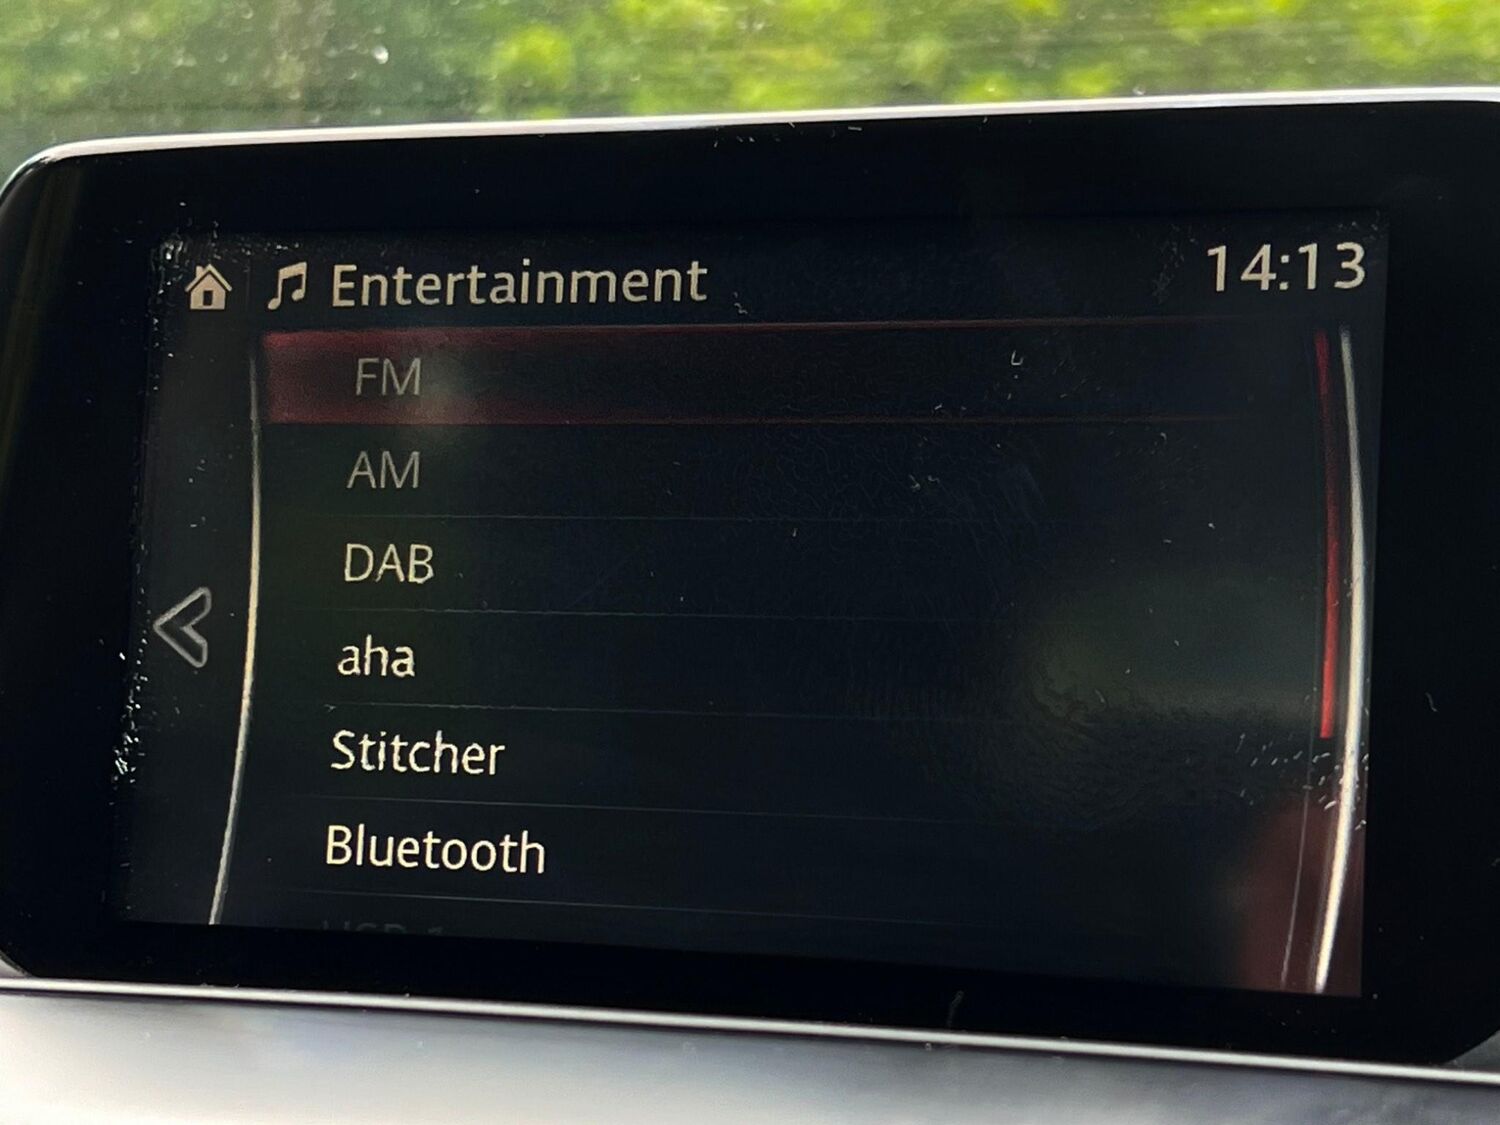 Entertainment
14:13
FM
AM
DAB
aha
Stitcher
Bluetooth